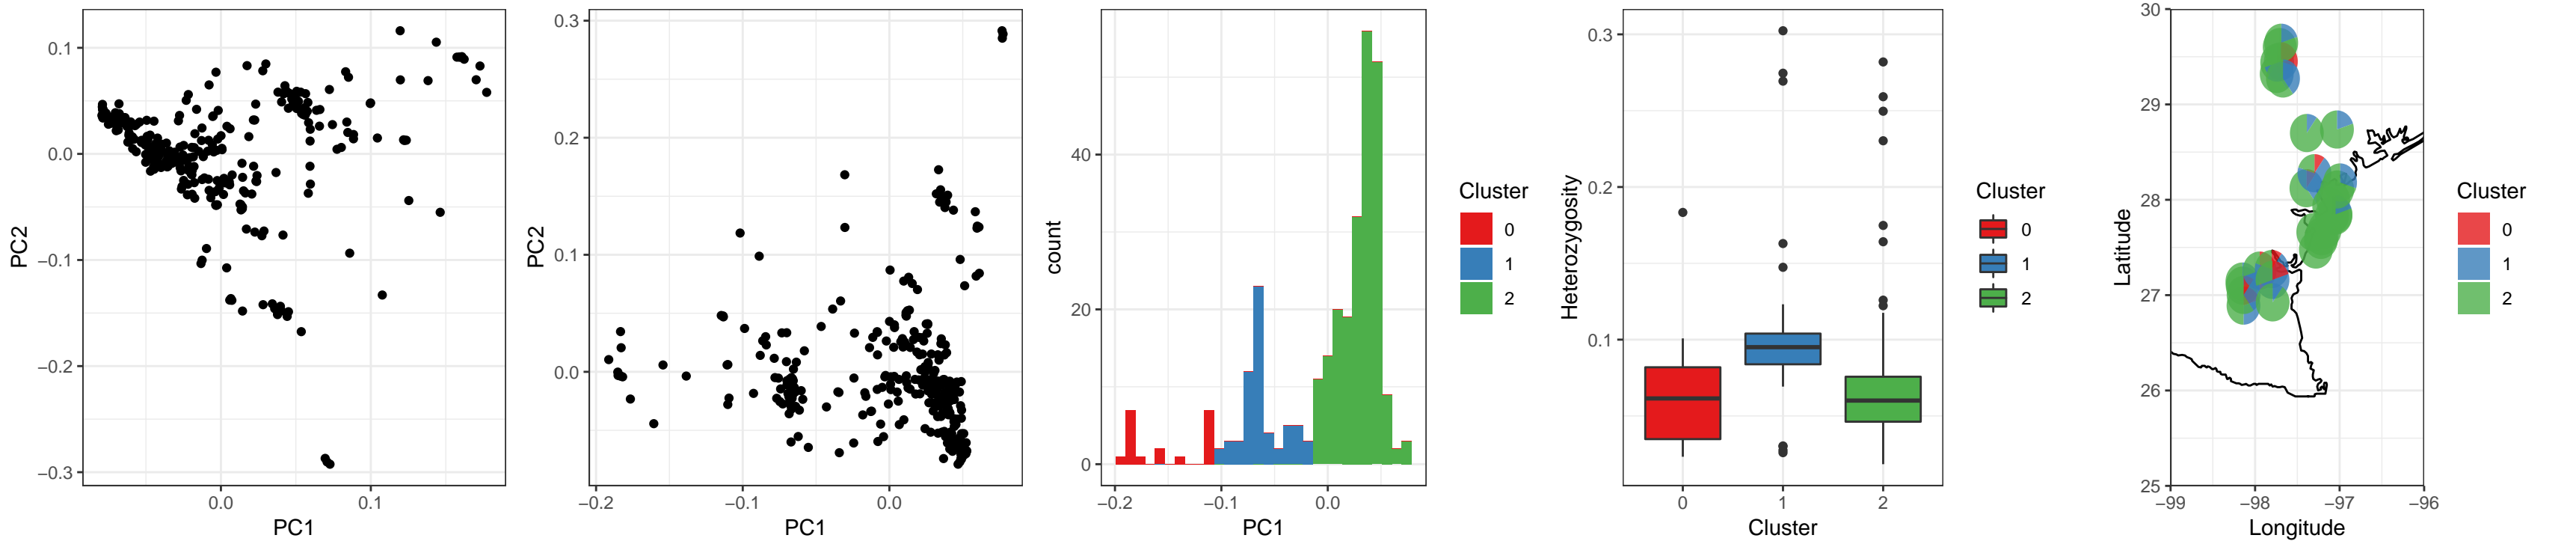 PC2
0.1
0.0
−0.1
−0.2
−0.3
0.0 0.1
PC1
PC2
0.3
0.2
0.1
0.0
−0.2 −0.1 0.0
PC1
count
40
20
0
−0.2 −0.1 0.0
PC1
Cluster
0
1
2
Heterozygosity
0.3
0.2
0.1
0 1 2
Cluster
Cluster
0
1
2
Latitude
30
29
28
27
26
25
−99 −98 −97 −96
Longitude
Cluster
0
1
2